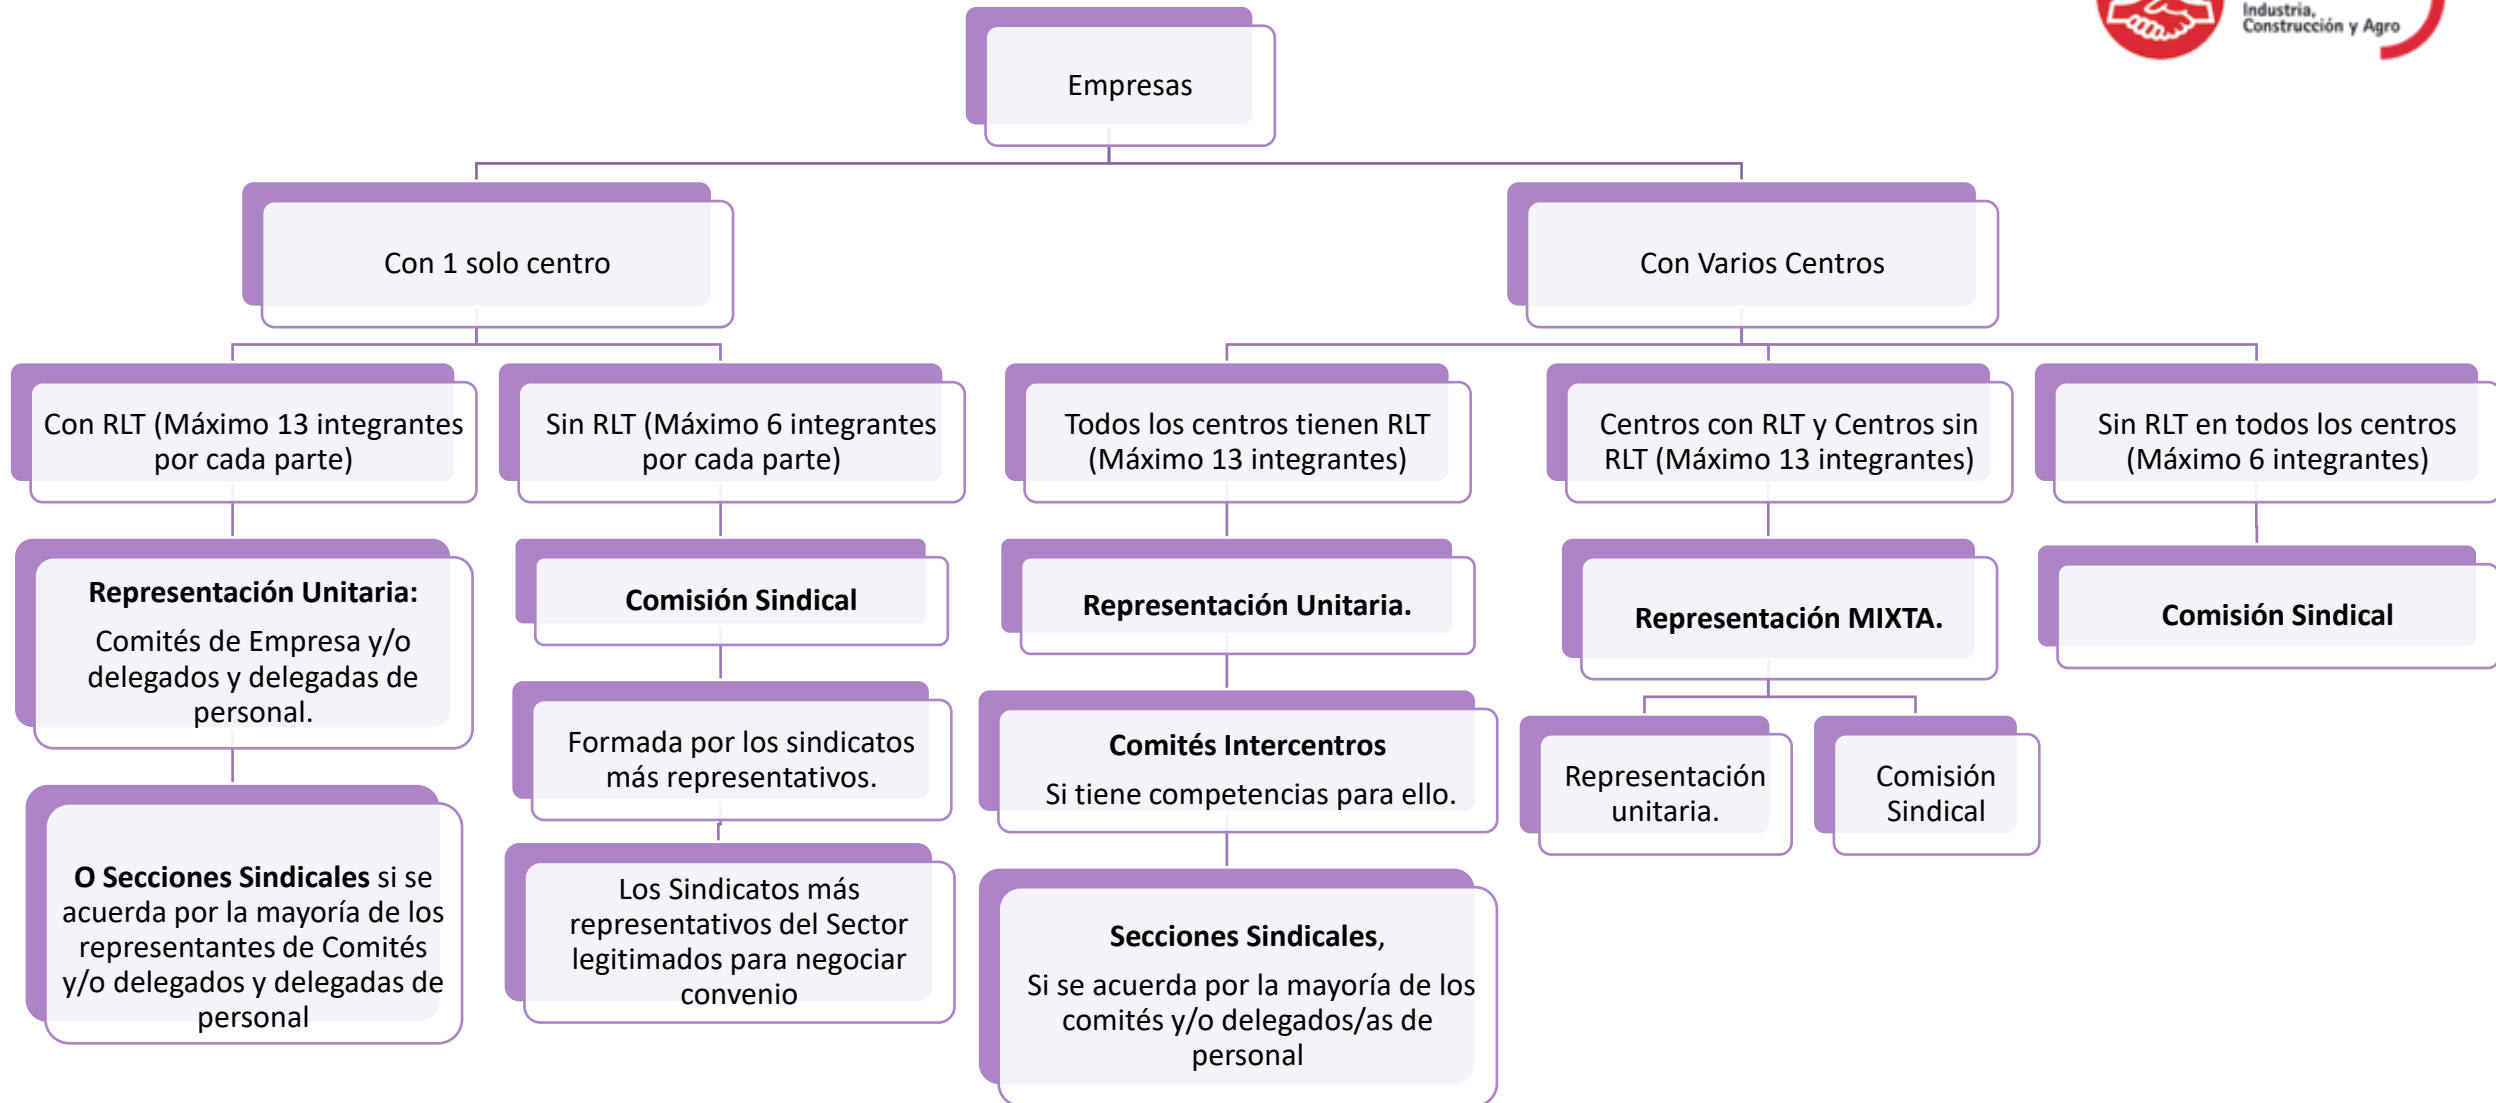 Industria,
Construcción y Agro
Empresas
Con 1 solo centro
Con Varios Centros
Con RLT (Máximo 13 integrantes
por cada parte)
Sin RLT (Máximo 6 integrantes
por cada parte)
Todos los centros tienen RLT
(Máximo 13 integrantes)
Centros con RLT y Centros sin
RLT (Máximo 13 integrantes)
Sin RLT en todos los centros
(Máximo 6 integrantes)
Representación Unitaria:
Comités de Empresa y/o
delegados y delegadas de
personal.
Comisión Sindical
Representación Unitaria.
Representación MIXTA.
Comisión Sindical
Formada por los sindicatos
más representativos.
Comités Intercentros
Si tiene competencias para ello.
Representación
unitaria.
Comisión
Sindical
O Secciones Sindicales si se
acuerda por la mayoría de los
representantes de Comités
y/o delegados y delegadas de
personal
Los Sindicatos más
representativos del Sector
legitimados para negociar
convenio
Secciones Sindicales,
Si se acuerda por la mayoría de los
comités y/o delegados/as de
personal